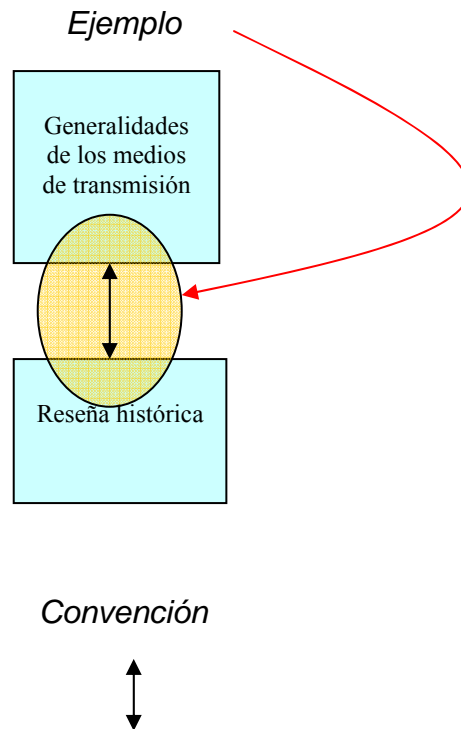 Ejemplo
Generalidades
de los medios
de transmisión
Reseña histórica
Convención